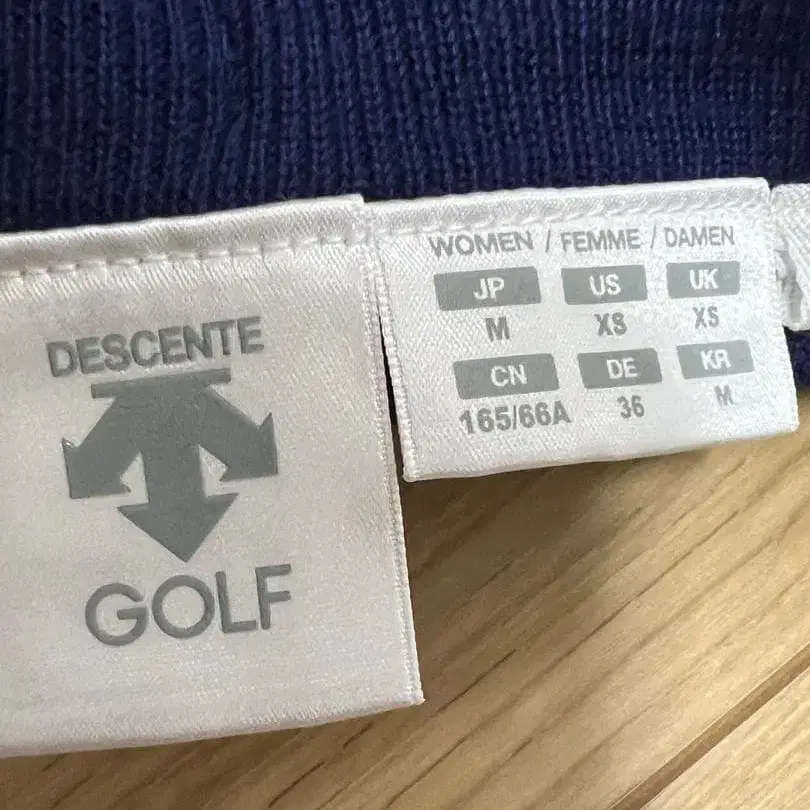 DESCENTE
GOLF
WOMEN / FEMME / DAMEN
JP US UK
M XS XS
CN DE KR
165/66A 36 M